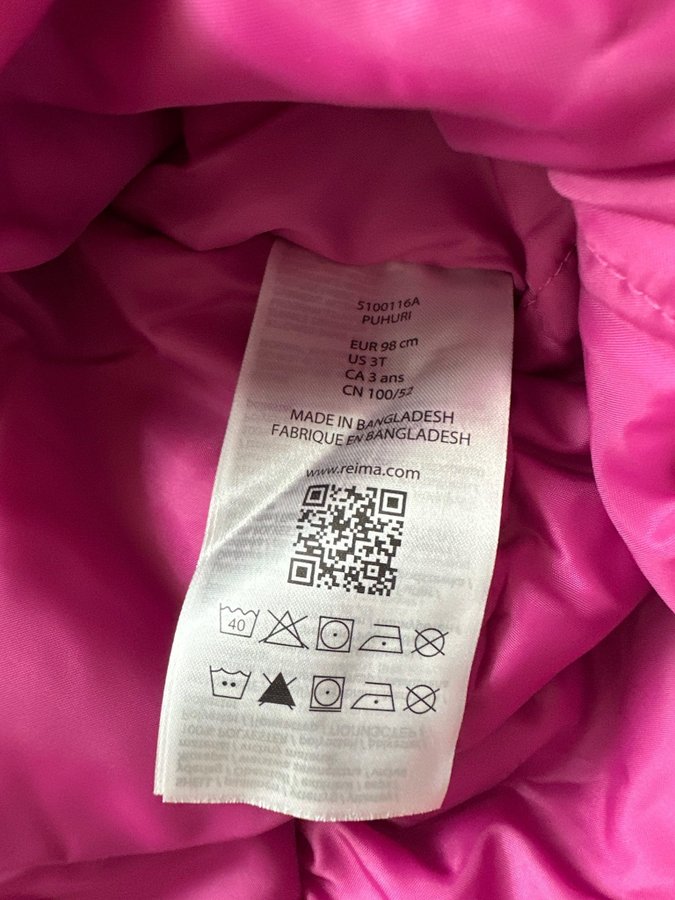 5100116A
PUHURI
EUR 98 cm
US 3T
CA 3 ans
CN 100/52
MADE IN BANGLADESH
FABRIQUE EN BANGLADESH
www.reima.com
40